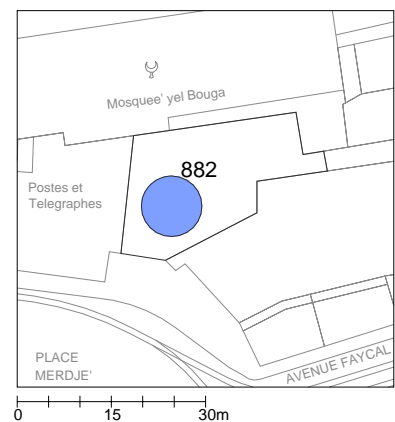 Mosquee' yel Bouga
882
Postes et
Telegraphes
PLACE
MERDJE'
AVENUE FAYCAL
0 15 30m